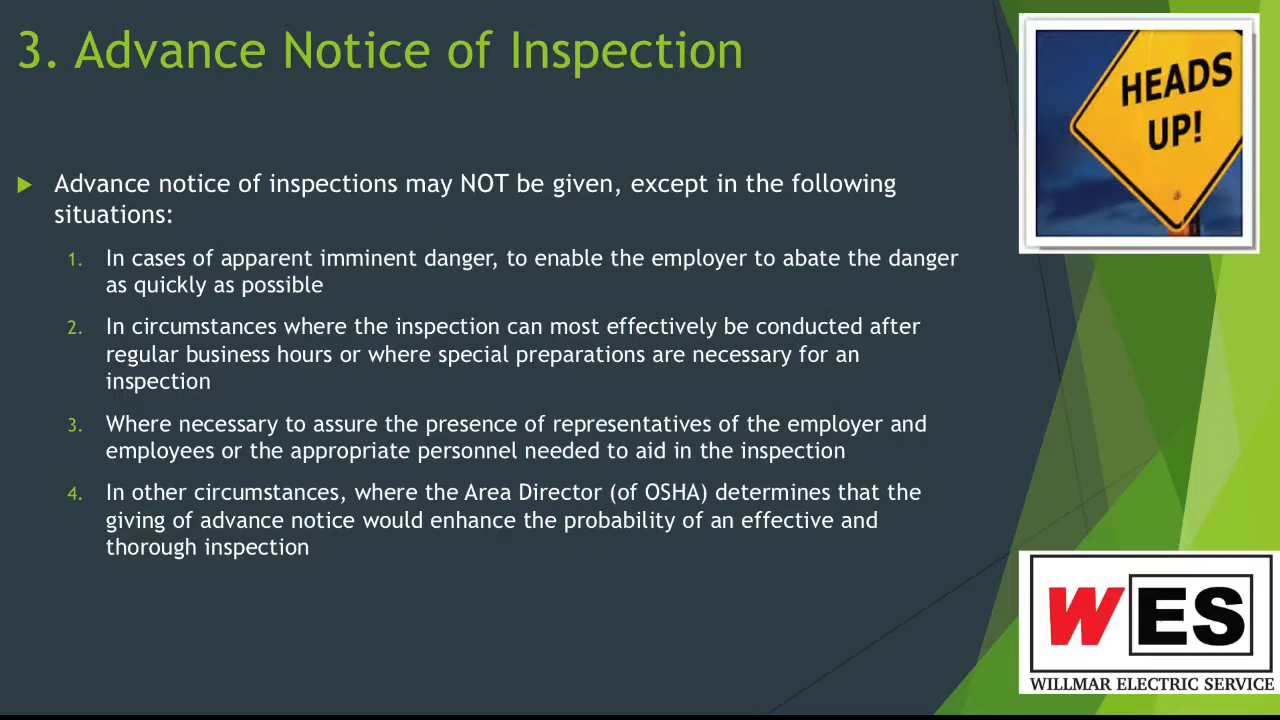 3. Advance Notice of Inspection
HEADS
UP!
Advance notice of inspections may NOT be given, except in the following
situations:
1. In cases of apparent imminent danger, to enable the employer to abate the danger
as quickly as possible
2. In circumstances where the inspection can most effectively be conducted after
regular business hours or where special preparations are necessary for an
inspection
3. Where necessary to assure the presence of representatives of the employer and
employees or the appropriate personnel needed to aid in the inspection
4. In other circumstances, where the Area Director (of OSHA) determines that the
giving of advance notice would enhance the probability of an effective and
thorough inspection
WES
WILLMAR ELECTRIC SERVICE